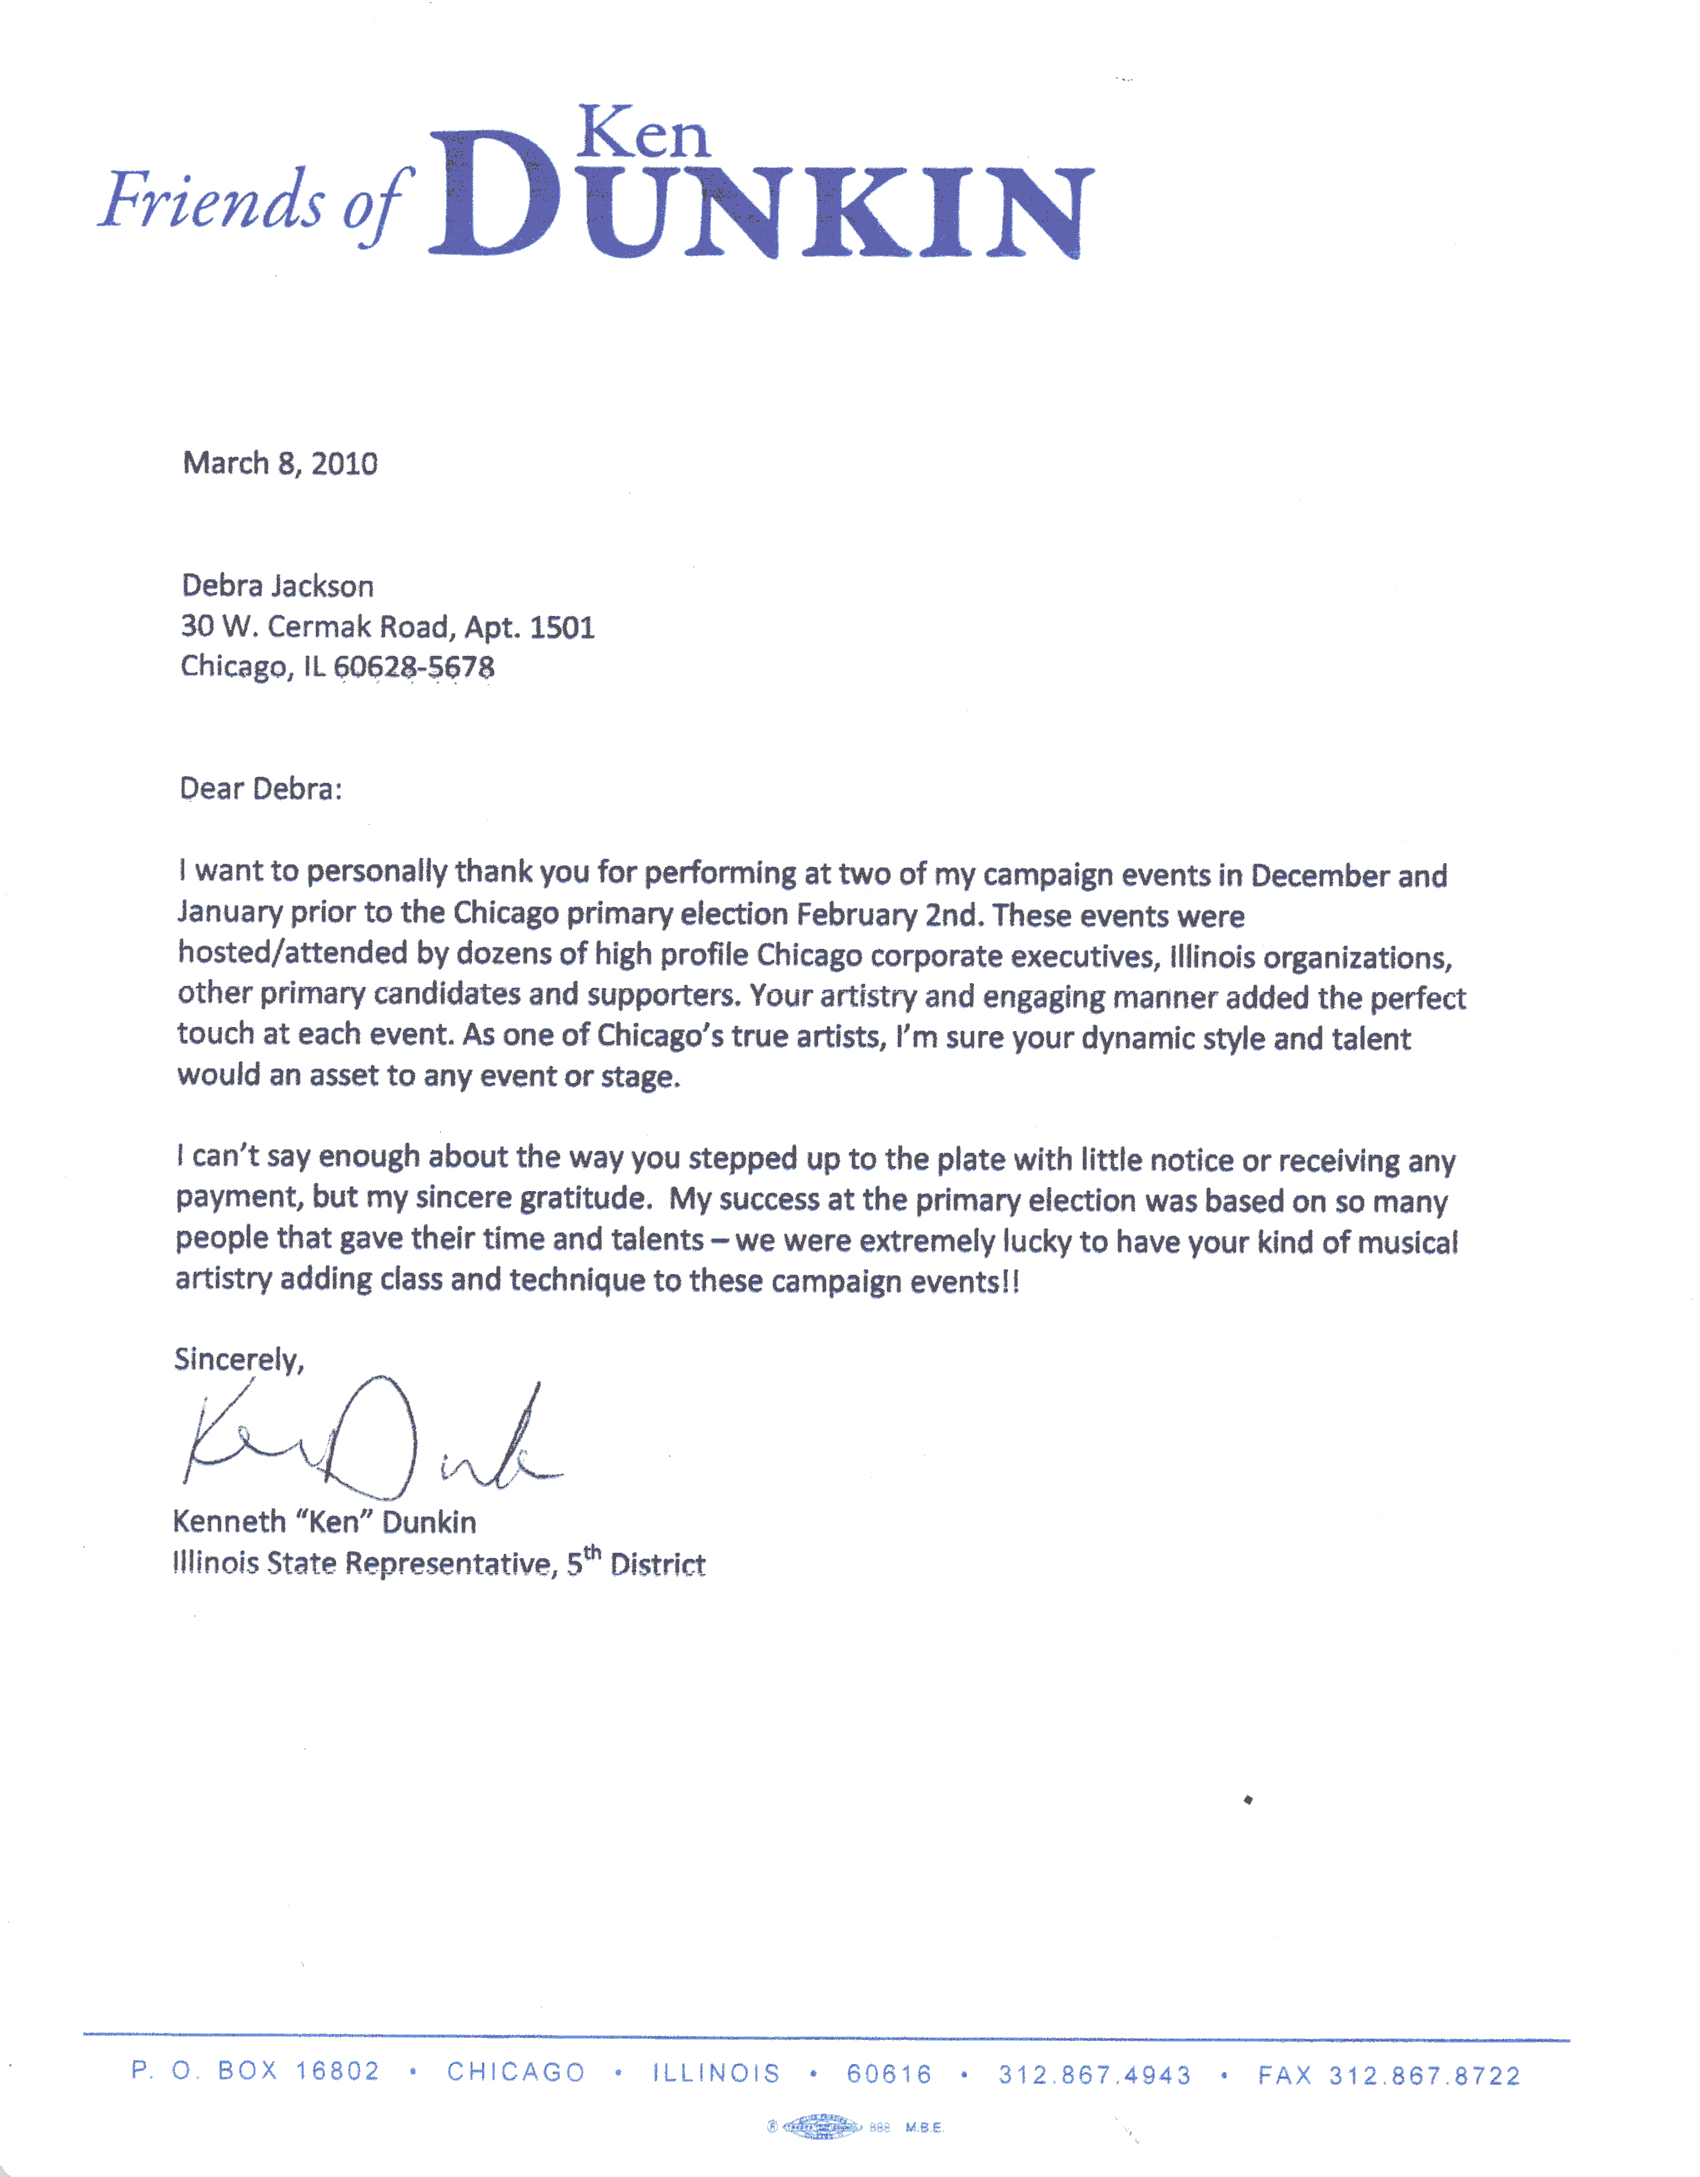 Friends of Ken DUNKIN
March 8, 2010
Debra Jackson
30 W. Cermak Road, Apt. 1501
Chicago, IL 60628-5678
Dear Debra:
I want to personally thank you for performing at two of my campaign events in December and
January prior to the Chicago primary election February 2nd. These events were
hosted/attended by dozens of high profile Chicago corporate executives, Illinois organizations,
other primary candidates and supporters. Your artistry and engaging manner added the perfect
touch at each event. As one of Chicago's true artists, I'm sure your dynamic style and talent
would an asset to any event or stage.
I can't say enough about the way you stepped up to the plate with little notice or receiving any
payment, but my sincere gratitude.  My success at the primary election was based on so many
people that gave their time and talents – we were extremely lucky to have your kind of musical
artistry adding class and technique to these campaign events!!
Sincerely,
Ken Dunk
Kenneth “Ken” Dunkin
Illinois State Representative, 5th District
P. O. BOX 16802 • CHICAGO • ILLINOIS • 60616 • 312.867.4943 • FAX 312.867.8722
® M.B.E.